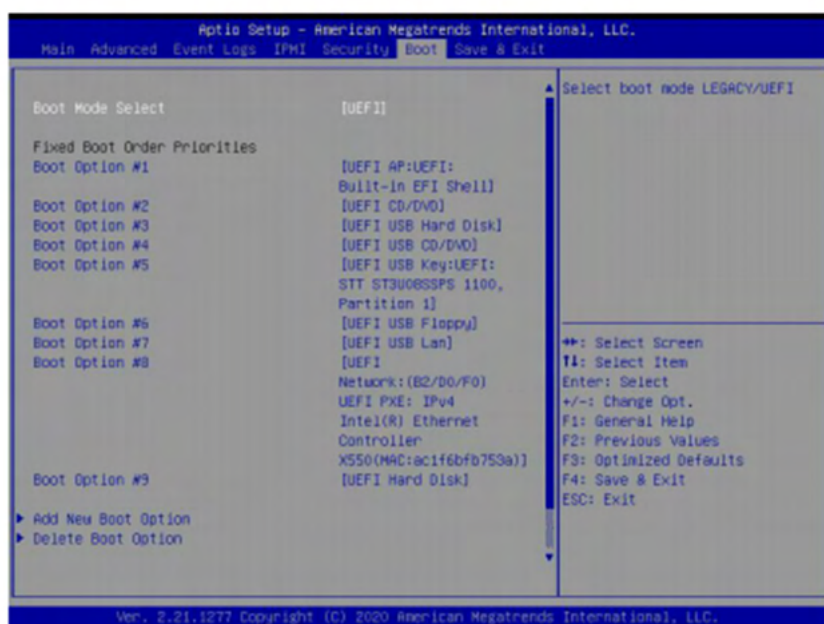 Aptio Setup - American Megatrends International, LLC.
Main Advanced Event Logs IPMI Security Boot Save & Exit
Boot Mode Select [UEFI]
Fixed Boot Order Priorities
Boot Option #1 [UEFI AP:UEFI:
Built-in EFI Shell]
Boot Option #2 [UEFI CD/DVD]
Boot Option #3 [UEFI USB Hard Disk]
Boot Option #4 [UEFI USB CD/DVD]
Boot Option #5 [UEFI USB Key:UEFI:
STT ST3U08SSPS 1100,
Partition 1]
Boot Option #6 [UEFI USB Floppy]
Boot Option #7 [UEFI USB Lan]
Boot Option #8 [UEFI
Network:(B2/D0/F0)
UEFI PXE: IPv4
Intel(R) Ethernet
Controller
X550(MAC:ac1f6bfb753a)]
Boot Option #9 [UEFI Hard Disk]
Add New Boot Option
Delete Boot Option
Select boot mode LEGACY/UEFI
→←: Select Screen
↑↓: Select Item
Enter: Select
+/-: Change Opt.
F1: General Help
F2: Previous Values
F3: Optimized Defaults
F4: Save & Exit
ESC: Exit
Ver. 2.21.1277 Copyright (C) 2020 American Megatrends International, LLC.